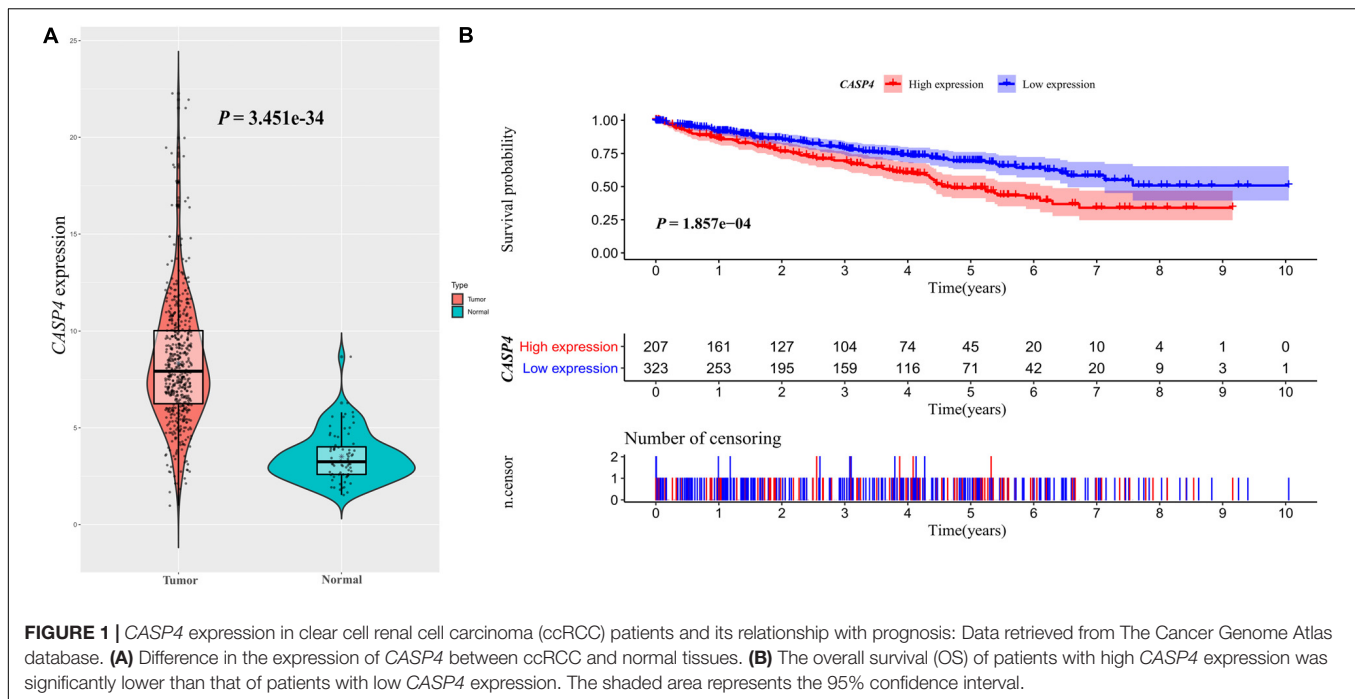 A
25
20
15
10
5
0
CASP4 expression
P = 3.451e-34
Tumor
Normal
Type
Tumor
Normal
B
CASP4 High expression Low expression
Survival probability
1.00
0.75
0.50
0.25
0.00
P = 1.857e−04
0 1 2 3 4 5 6 7 8 9 10
Time(years)
CASP4
High expression 207 161 127 104 74 45 20 10 4 1 0
Low expression 323 253 195 159 116 71 42 20 9 3 1
0 1 2 3 4 5 6 7 8 9 10
Time(years)
Number of censoring
n.censor
2
1
0
0 1 2 3 4 5 6 7 8 9 10
Time(years)
FIGURE 1 | CASP4 expression in clear cell renal cell carcinoma (ccRCC) patients and its relationship with prognosis: Data retrieved from The Cancer Genome Atlas
database. (A) Difference in the expression of CASP4 between ccRCC and normal tissues. (B) The overall survival (OS) of patients with high CASP4 expression was
significantly lower than that of patients with low CASP4 expression. The shaded area represents the 95% confidence interval.